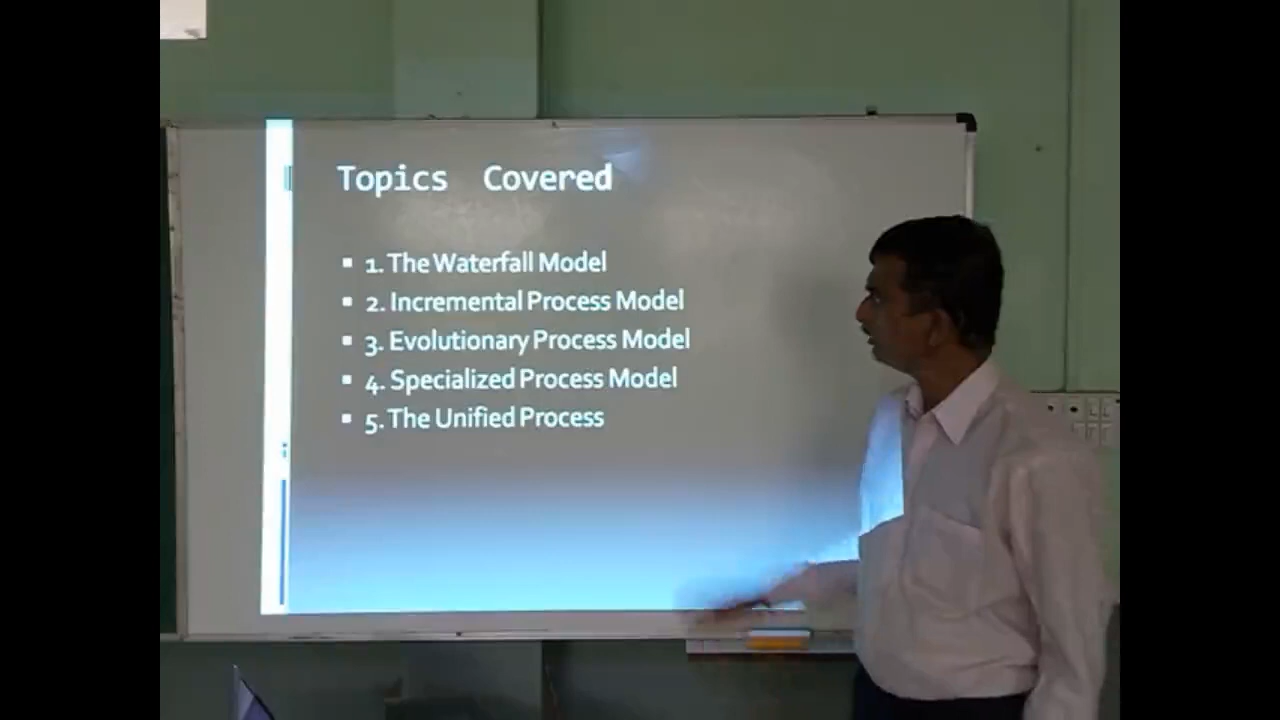 Topics Covered
▪ 1. The Waterfall Model
▪ 2. Incremental Process Model
▪ 3. Evolutionary Process Model
▪ 4. Specialized Process Model
▪ 5. The Unified Process